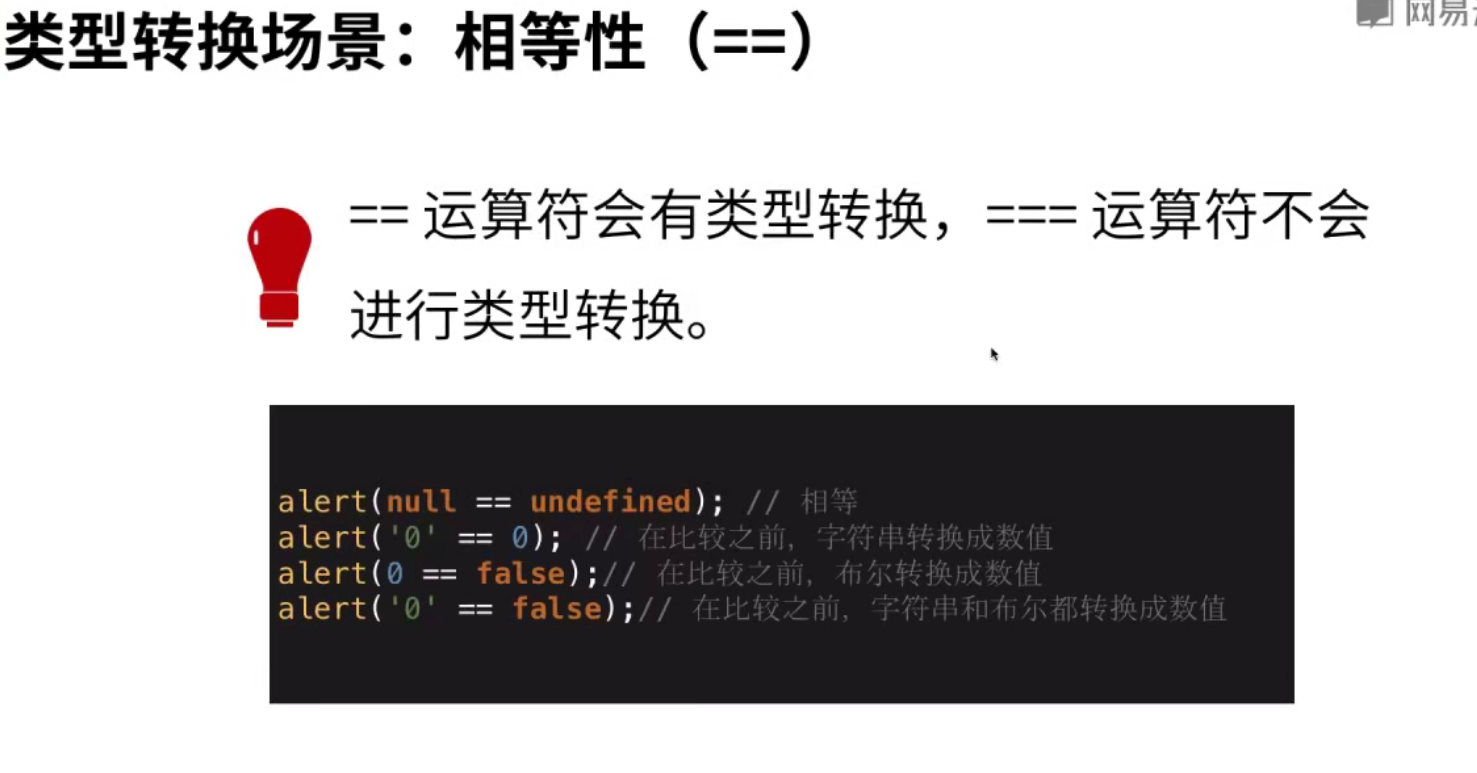 类型转换场景：相等性（==）
网易
== 运算符会有类型转换，=== 运算符不会
进行类型转换。
alert(null == undefined); // 相等
alert('0' == 0); // 在比较之前，字符串转换成数值
alert(0 == false);// 在比较之前，布尔转换成数值
alert('0' == false);// 在比较之前，字符串和布尔都转换成数值